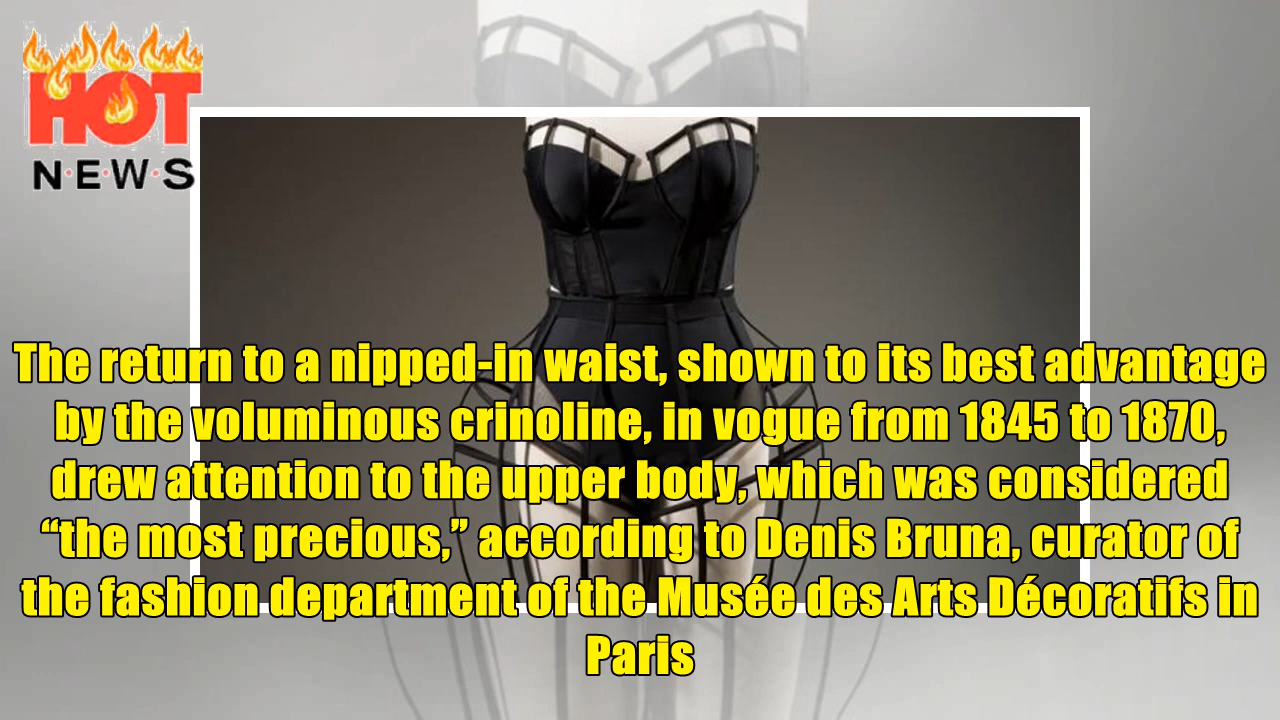 HOT
N·E·W·S
The return to a nipped-in waist, shown to its best advantage
by the voluminous crinoline, in vogue from 1845 to 1870,
drew attention to the upper body, which was considered
“the most precious,” according to Denis Bruna, curator of
the fashion department of the Musée des Arts Décoratifs in
Paris